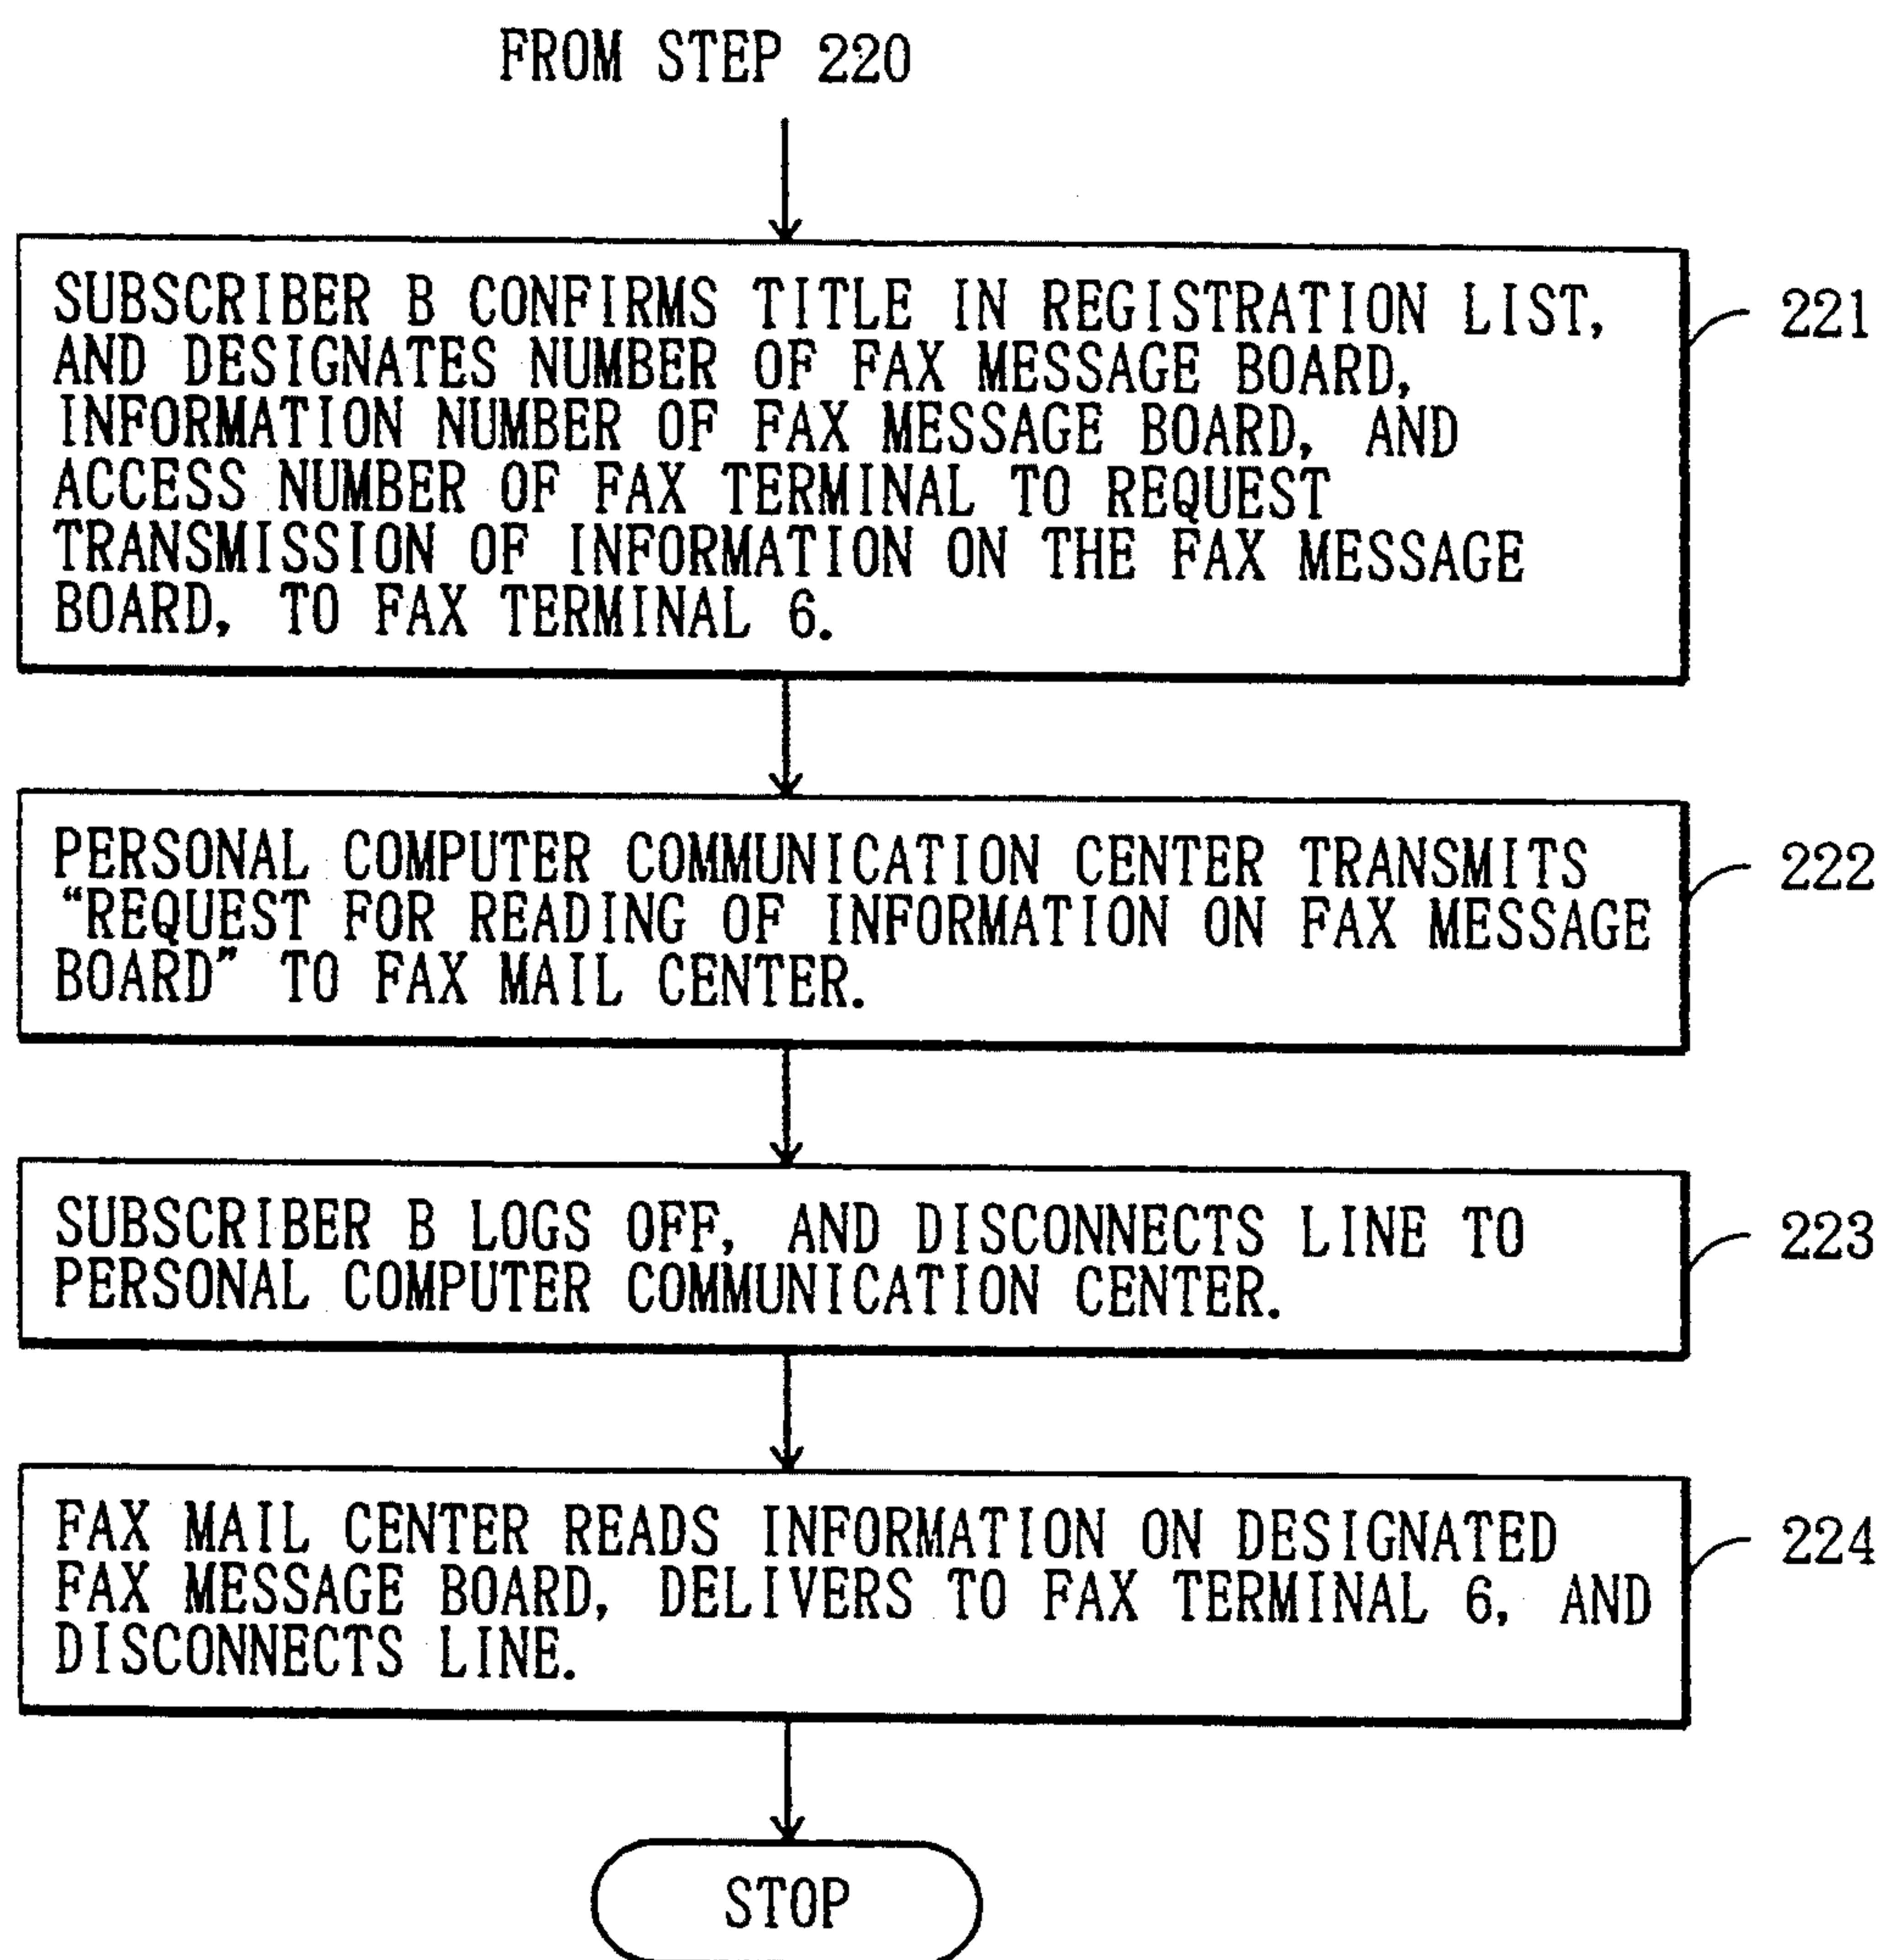 FROM STEP 220
SUBSCRIBER B CONFIRMS TITLE IN REGISTRATION LIST, 221
AND DESIGNATES NUMBER OF FAX MESSAGE BOARD,
INFORMATION NUMBER OF FAX MESSAGE BOARD, AND
ACCESS NUMBER OF FAX TERMINAL TO REQUEST
TRANSMISSION OF INFORMATION ON THE FAX MESSAGE
BOARD, TO FAX TERMINAL 6.
PERSONAL COMPUTER COMMUNICATION CENTER TRANSMITS 222
“REQUEST FOR READING OF INFORMATION ON FAX MESSAGE
BOARD” TO FAX MAIL CENTER.
SUBSCRIBER B LOGS OFF, AND DISCONNECTS LINE TO 223
PERSONAL COMPUTER COMMUNICATION CENTER.
FAX MAIL CENTER READS INFORMATION ON DESIGNATED 224
FAX MESSAGE BOARD, DELIVERS TO FAX TERMINAL 6, AND
DISCONNECTS LINE.
STOP